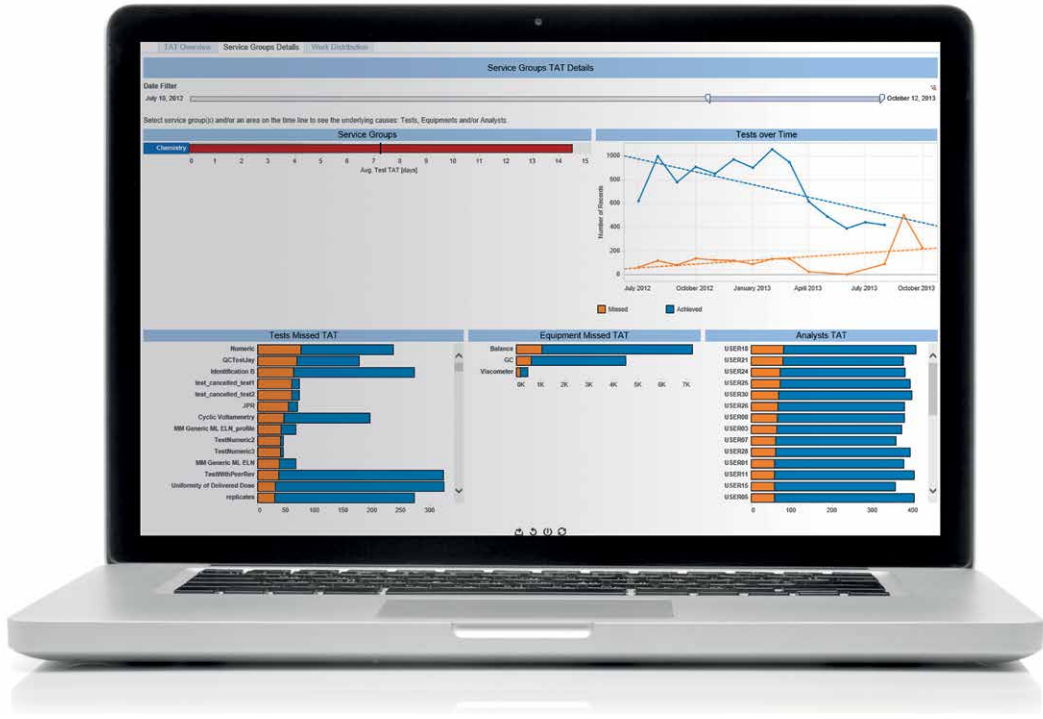 TAT Overview Service Groups Details Work Distribution
Service Groups TAT Details
Date Filter
July 10, 2012 October 12, 2013
Select service group(s) and/or an area on the time line to see the underlying causes: Tests, Equipments and/or Analysts.
Service Groups
Chemistry
0 1 2 3 4 5 6 7 8 9 10 11 12 13 14 15
Avg. Test TAT [days]
Tests over Time
Number of Records
1000
800
600
400
200
0
July 2012 October 2012 January 2013 April 2013 July 2013 October 2013
Missed Achieved
Tests Missed TAT
Numeric
QCTestJay
Identification B
test_cancelled_test1
test_cancelled_test2
JPR
Cyclic Voltammetry
MM Generic ML ELN_profile
TestNumeric2
TestNumeric3
MM Generic ML ELN
TestWithPeerRev
Uniformity of Delivered Dose
replicates
0 50 100 150 200 250 300
Equipment Missed TAT
Balance
GC
Viscometer
0K 1K 2K 3K 4K 5K 6K 7K
Analysts TAT
USER18
USER21
USER24
USER25
USER30
USER26
USER08
USER03
USER07
USER28
USER01
USER11
USER15
USER05
0 100 200 300 400